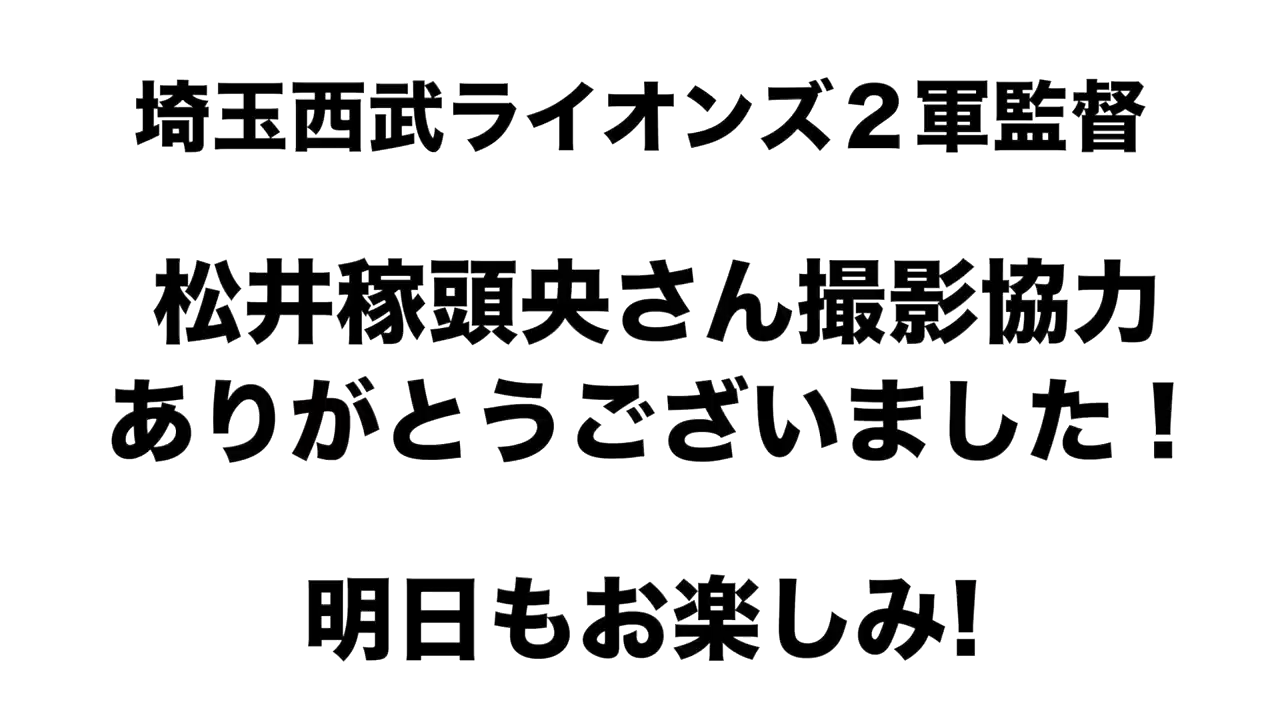 埼玉西武ライオンズ２軍監督
松井稼頭央さん撮影協力
ありがとうございました！
明日もお楽しみ!